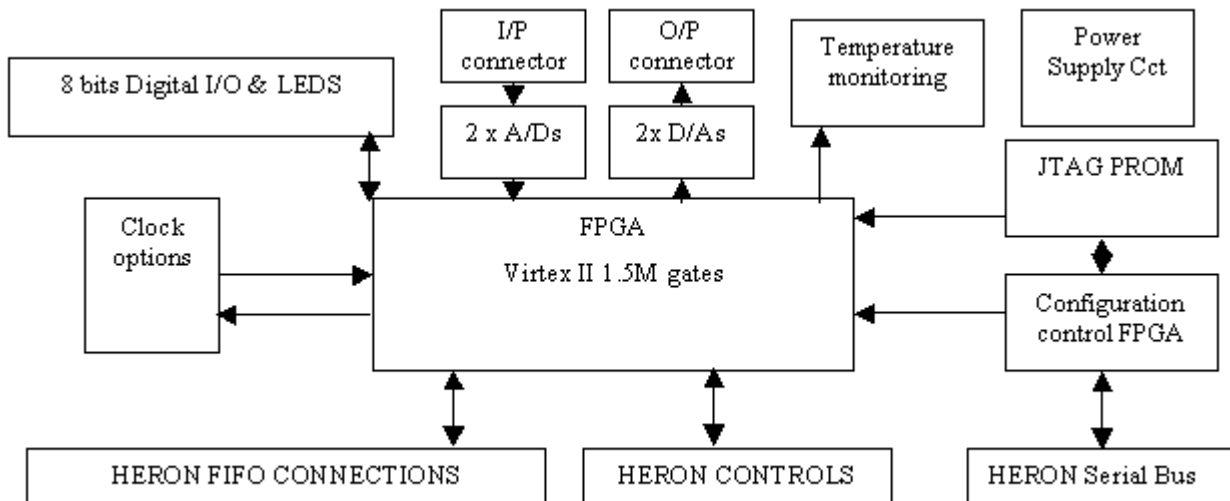 I/P
connector
O/P
connector
Temperature
monitoring
Power
Supply Cct
8 bits Digital I/O & LEDS
2 x A/Ds
2x D/As
JTAG PROM
Clock
options
FPGA
Virtex II 1.5M gates
Configuration
control FPGA
HERON FIFO CONNECTIONS
HERON CONTROLS
HERON Serial Bus